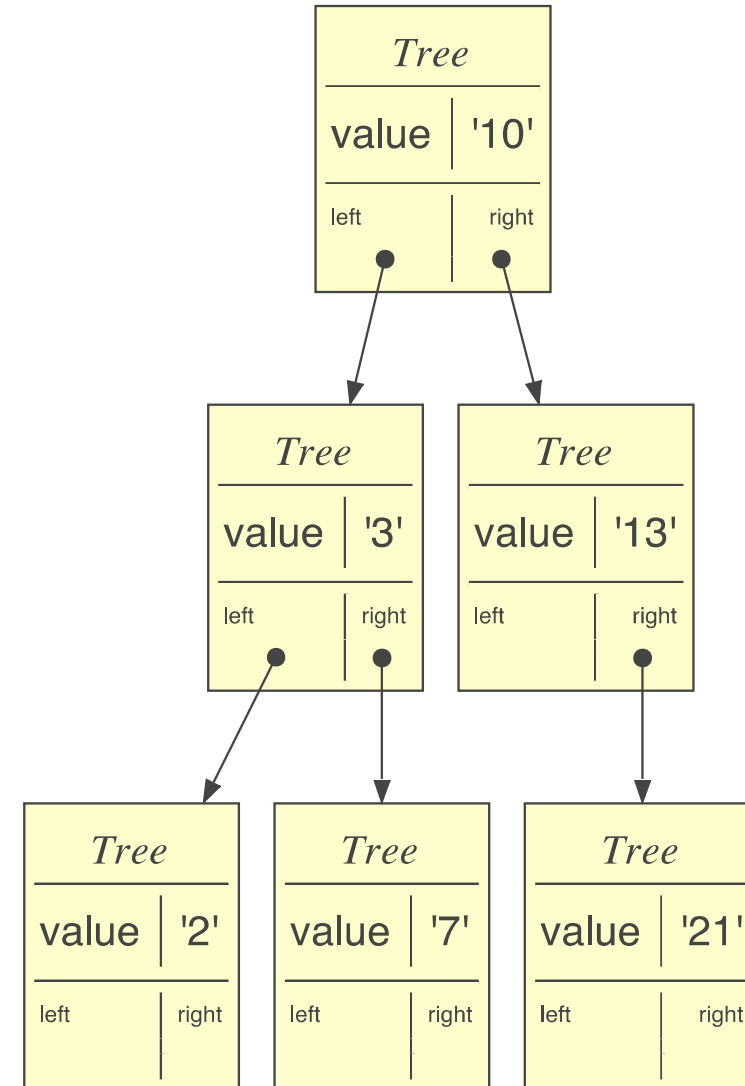 Tree
value '10'
left right
Tree Tree
value '3' value '13'
left right left right
Tree Tree Tree
value '2' value '7' value '21'
left right left right left right